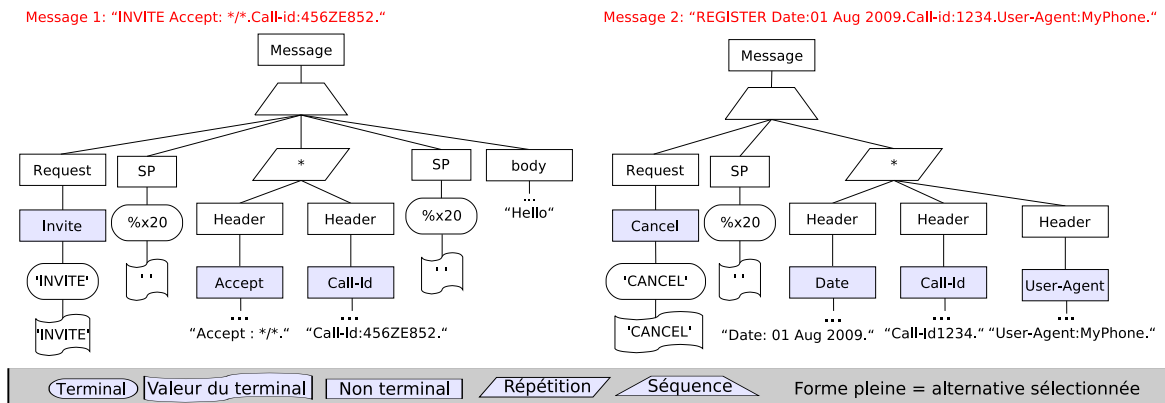 Message 1: “INVITE Accept: */*.Call-id:456ZE852.“
Message 2: “REGISTER Date:01 Aug 2009.Call-id:1234.User-Agent:MyPhone.“
Message
Message
Request
SP
*
SP
body
Request
SP
*
...
“Hello“
Invite
%x20
Header
Header
%x20
Cancel
%x20
Header
Header
Header
'INVITE'
' '
Accept
Call-Id
' '
'CANCEL'
' '
Date
Call-Id
User-Agent
...
...
...
...
...
'INVITE'
“Accept : */*.“
“Call-Id:456ZE852.“
'CANCEL'
“Date: 01 Aug 2009.“
“Call-Id1234.“
“User-Agent:MyPhone.“
Terminal
Valeur du terminal
Non terminal
Répétition
Séquence
Forme pleine = alternative sélectionnée